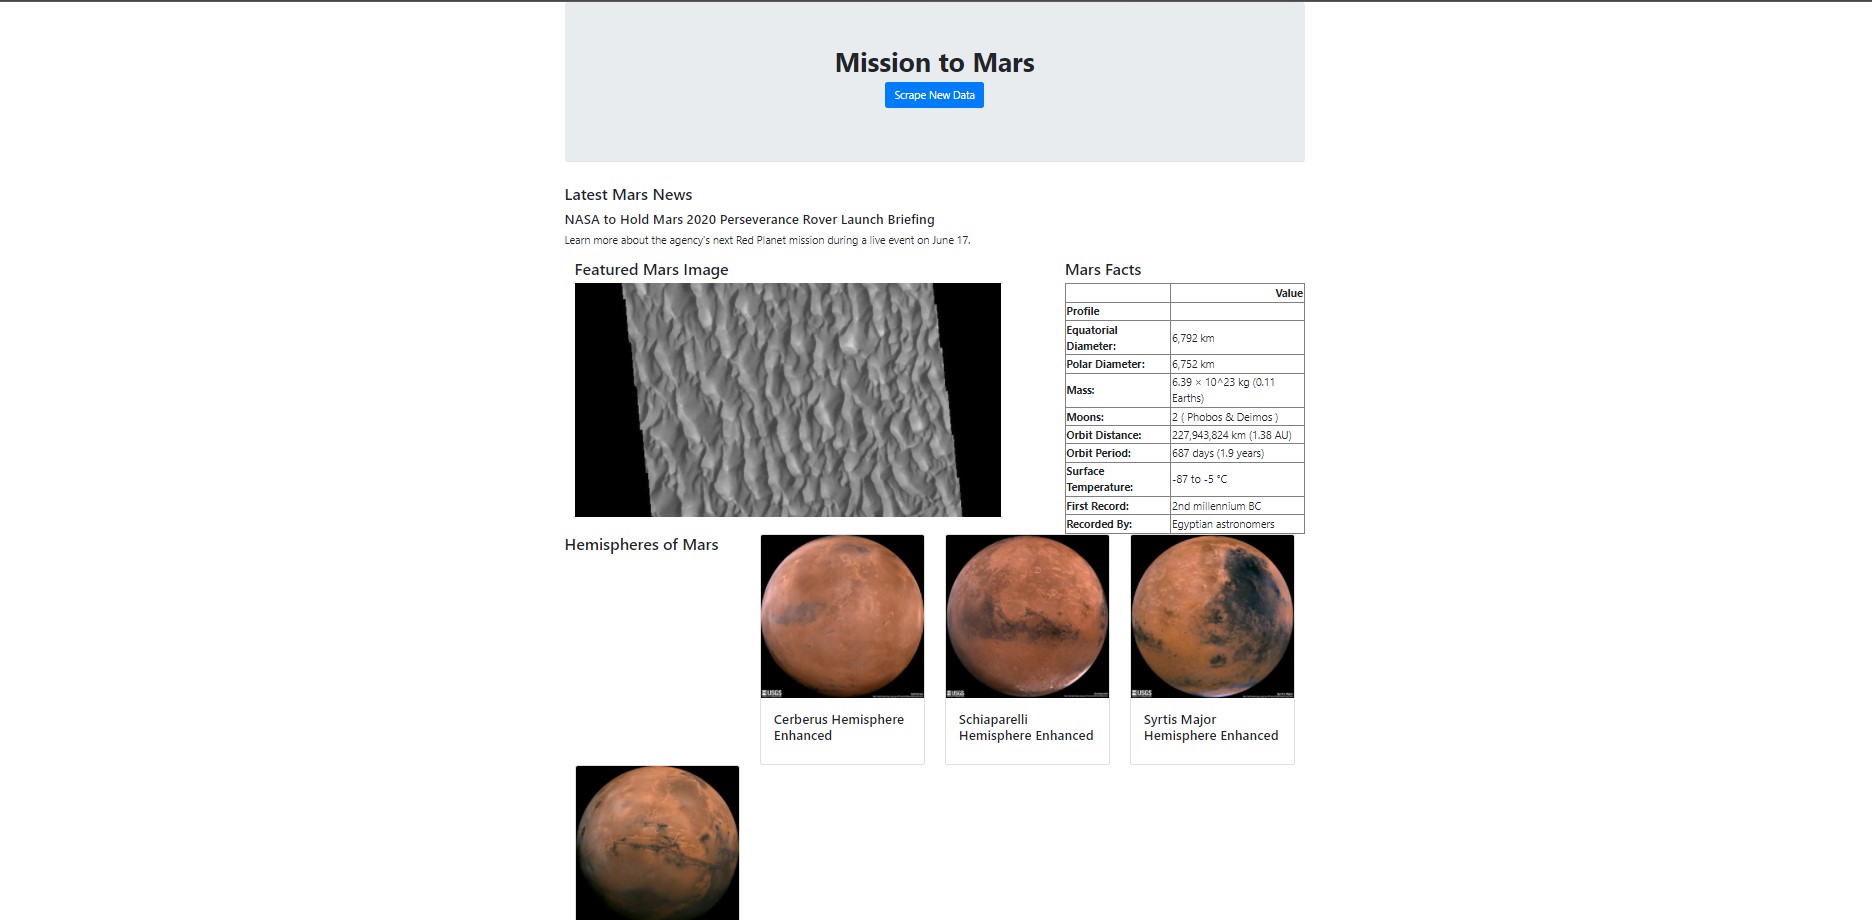 Mission to Mars
Scrape New Data
Latest Mars News
NASA to Hold Mars 2020 Perseverance Rover Launch Briefing
Learn more about the agency's next Red Planet mission during a live event on June 17.
Featured Mars Image
Mars Facts
Value
Profile
Equatorial
Diameter:
6,792 km
Polar Diameter:
6,752 km
Mass:
6.39 × 10^23 kg (0.11
Earths)
Moons:
2 ( Phobos & Deimos )
Orbit Distance:
227,943,824 km (1.38 AU)
Orbit Period:
687 days (1.9 years)
Surface
Temperature:
-87 to -5 °C
First Record:
2nd millennium BC
Recorded By:
Egyptian astronomers
Hemispheres of Mars
USGS
USGS
USGS
Cerberus Hemisphere
Enhanced
Schiaparelli
Hemisphere Enhanced
Syrtis Major
Hemisphere Enhanced